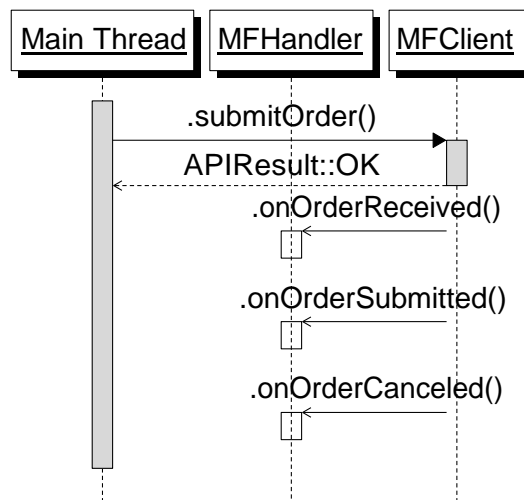 Main Thread
MFHandler
MFClient
.submitOrder()
APIResult::OK
.onOrderReceived()
.onOrderSubmitted()
.onOrderCanceled()